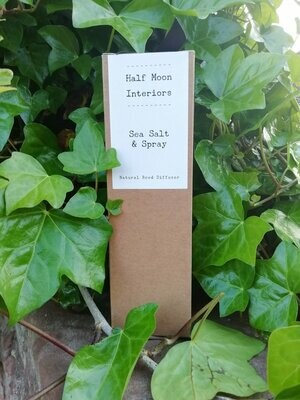 ----------
Half Moon
Interiors
----------
Sea Salt
& Spray
Natural Reed Diffuser